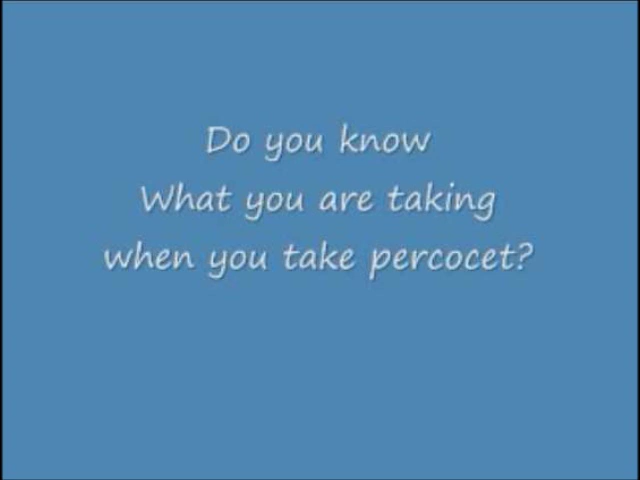 Do you know
What you are taking
when you take percocet?